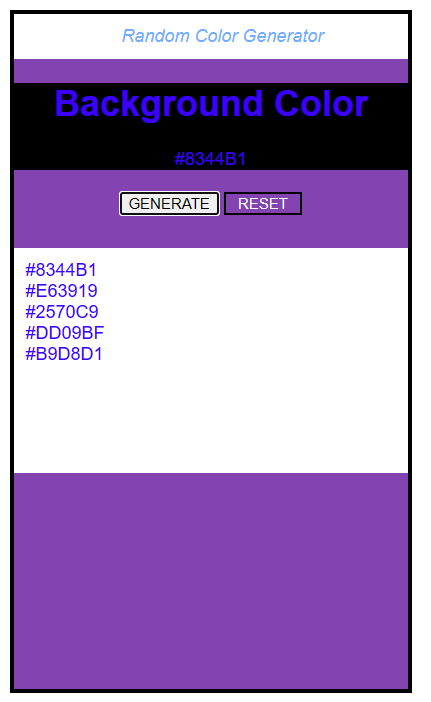 Random Color Generator
Background Color
#8344B1
GENERATE RESET
#8344B1
#E63919
#2570C9
#DD09BF
#B9D8D1